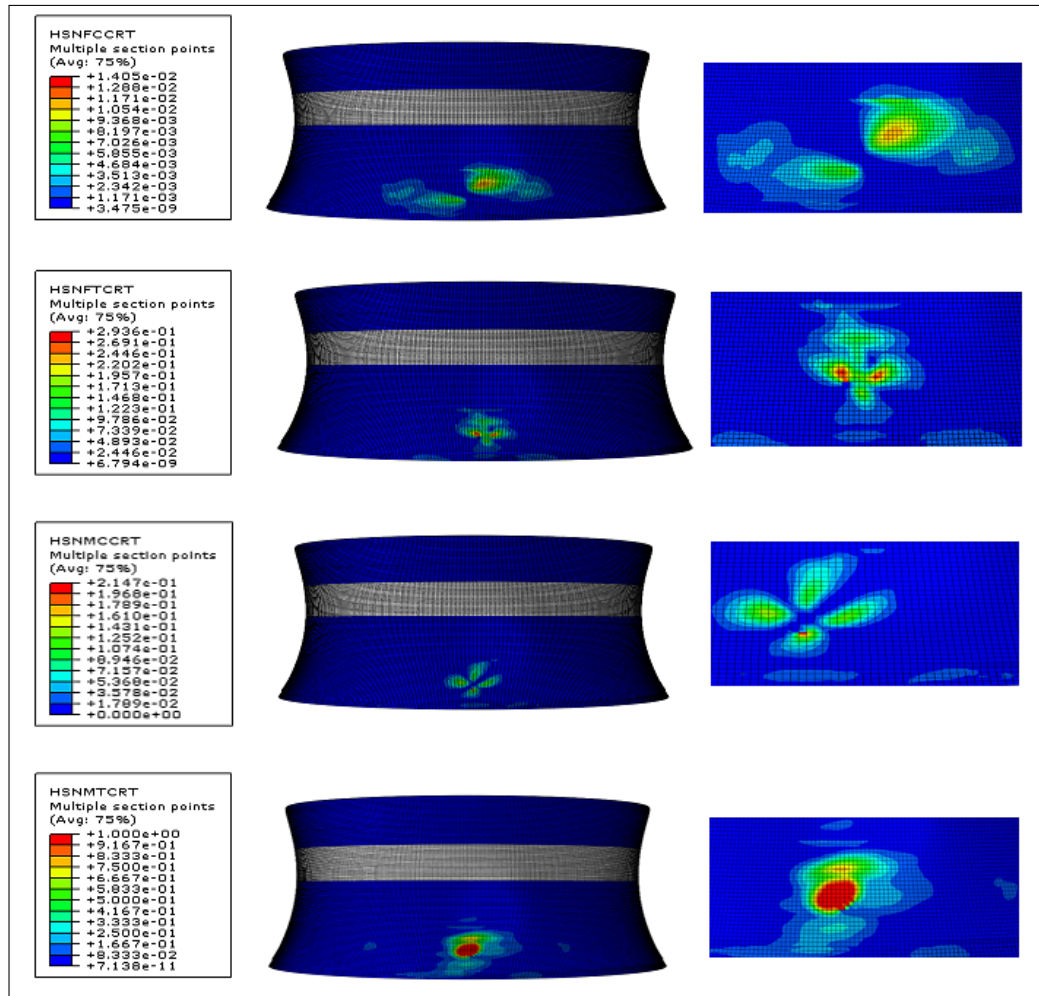 HSNFCCRT
Multiple section points
(Avg: 75%)
+1.405e-02
+1.288e-02
+1.171e-02
+1.054e-02
+9.368e-03
+8.197e-03
+7.026e-03
+5.855e-03
+4.684e-03
+3.513e-03
+2.342e-03
+1.171e-03
+3.475e-09
HSNFTCRT
Multiple section points
(Avg: 75%)
+2.936e-01
+2.691e-01
+2.446e-01
+2.202e-01
+1.957e-01
+1.713e-01
+1.468e-01
+1.223e-01
+9.786e-02
+7.339e-02
+4.893e-02
+2.446e-02
+6.794e-09
HSNMCCRT
Multiple section points
(Avg: 75%)
+2.147e-01
+1.968e-01
+1.789e-01
+1.610e-01
+1.431e-01
+1.252e-01
+1.074e-01
+8.946e-02
+7.157e-02
+5.368e-02
+3.578e-02
+1.789e-02
+0.000e+00
HSNMTCRT
Multiple section points
(Avg: 75%)
+1.000e+00
+9.167e-01
+8.333e-01
+7.500e-01
+6.667e-01
+5.833e-01
+5.000e-01
+4.167e-01
+3.333e-01
+2.500e-01
+1.667e-01
+8.333e-02
+7.138e-11